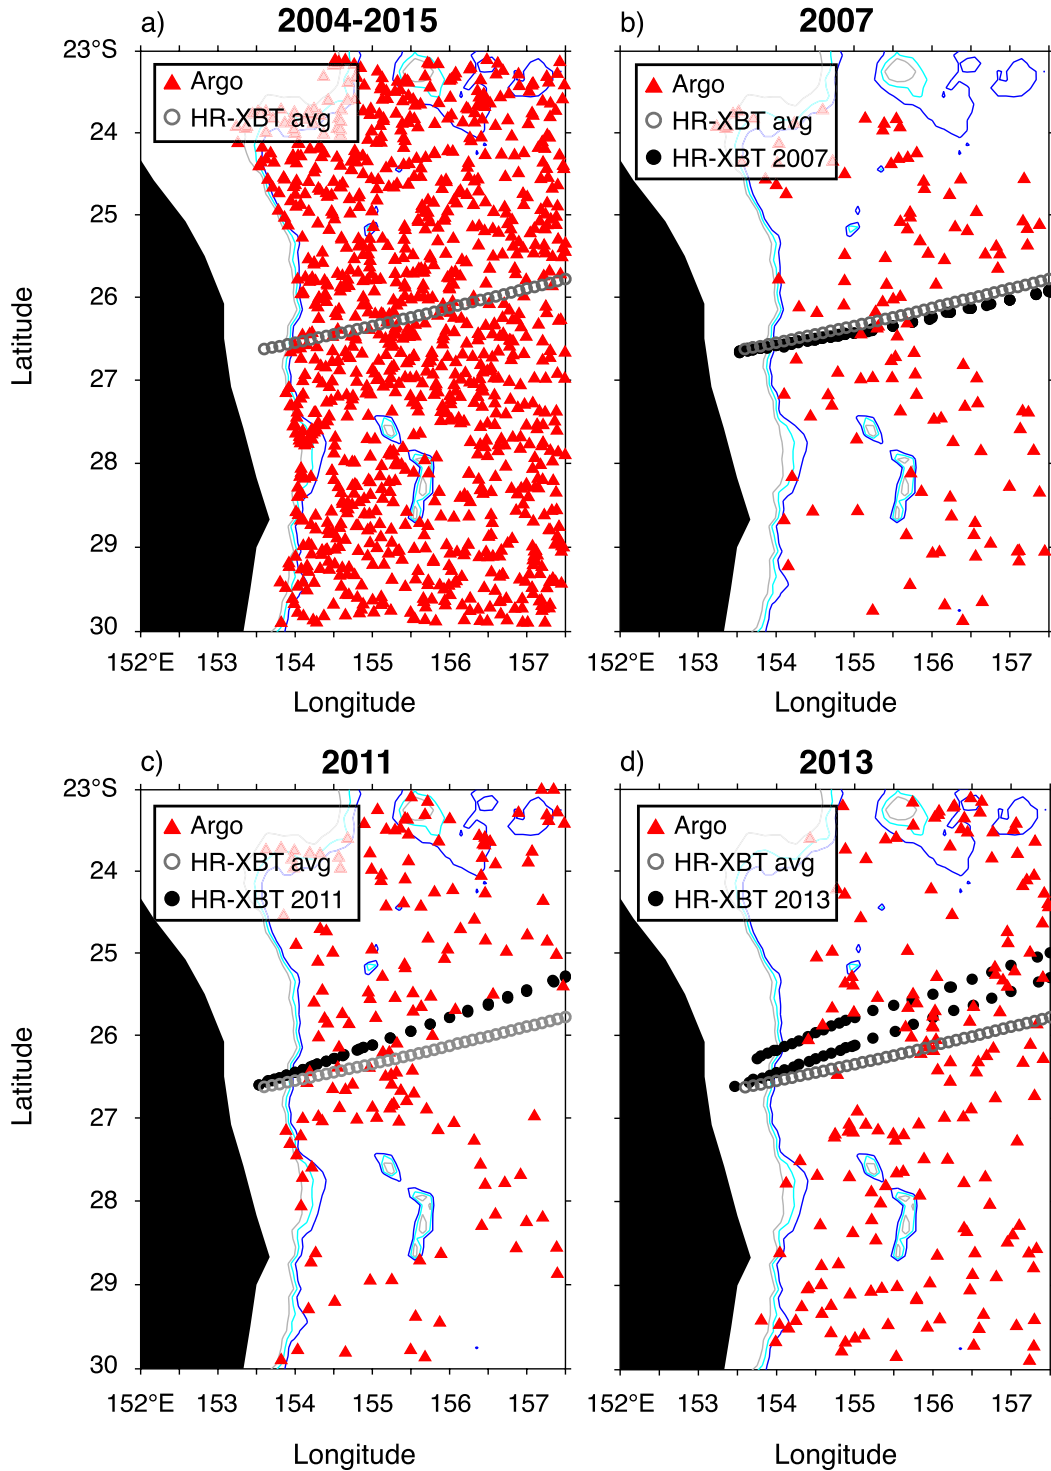 a) 2004-2015
23°S
24
25
26
27
28
29
30
Latitude
Argo
HR-XBT avg
152°E 153 154 155 156 157
Longitude
b) 2007
Argo
HR-XBT avg
HR-XBT 2007
152°E 153 154 155 156 157
Longitude
c) 2011
23°S
24
25
26
27
28
29
30
Latitude
Argo
HR-XBT avg
HR-XBT 2011
152°E 153 154 155 156 157
Longitude
d) 2013
Argo
HR-XBT avg
HR-XBT 2013
152°E 153 154 155 156 157
Longitude